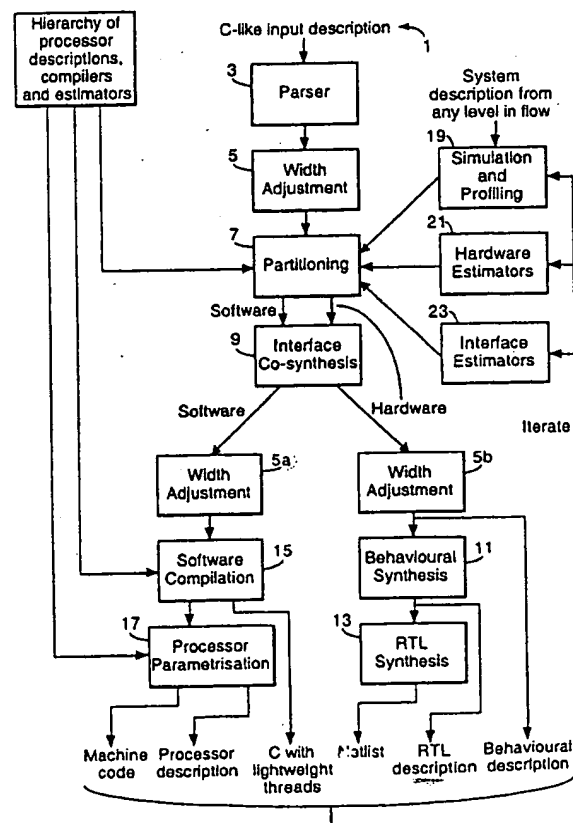 Hierarchy of
processor
descriptions,
compilers
and estimators
C-like input description
1
3
Parser
System
description from
any level in flow
5
Width
Adjustment
19
Simulation
and
Profiling
7
Partitioning
21
Hardware
Estimators
Software
9
Interface
Co-synthesis
23
Interface
Estimators
Software
Hardware
Iterate
5a
Width
Adjustment
5b
Width
Adjustment
Software
Compilation
15
Behavioural
Synthesis
11
17
Processor
Parametrisation
13
RTL
Synthesis
Machine
code
Processor
description
C with
lightweight
threads
Netlist
RTL
description
Behavioural
description